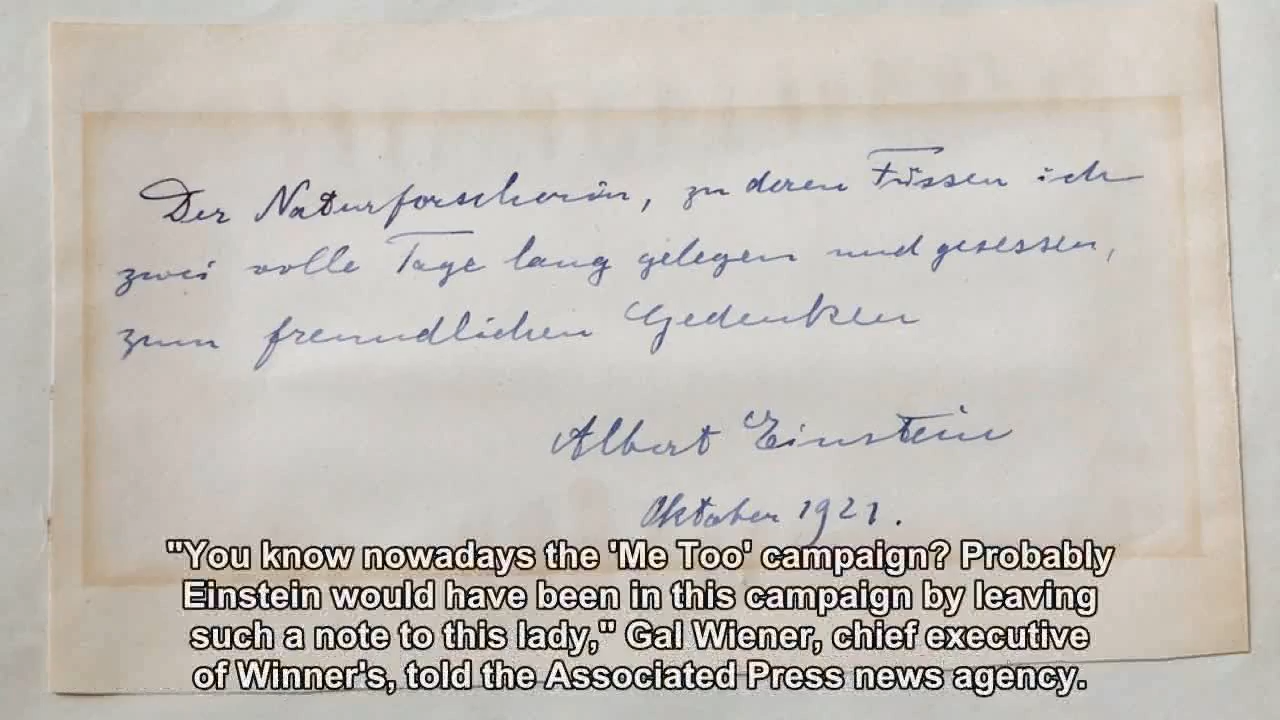 Der Naturforscherin, zu deren Füssen ich
zwei volle Tage lang gelegen und gesessen,
zum freundlichen Gedenken
Albert Einstein
Oktober 1921.
"You know nowadays the 'Me Too' campaign? Probably
Einstein would have been in this campaign by leaving
such a note to this lady," Gal Wiener, chief executive
of Winner's, told the Associated Press news agency.